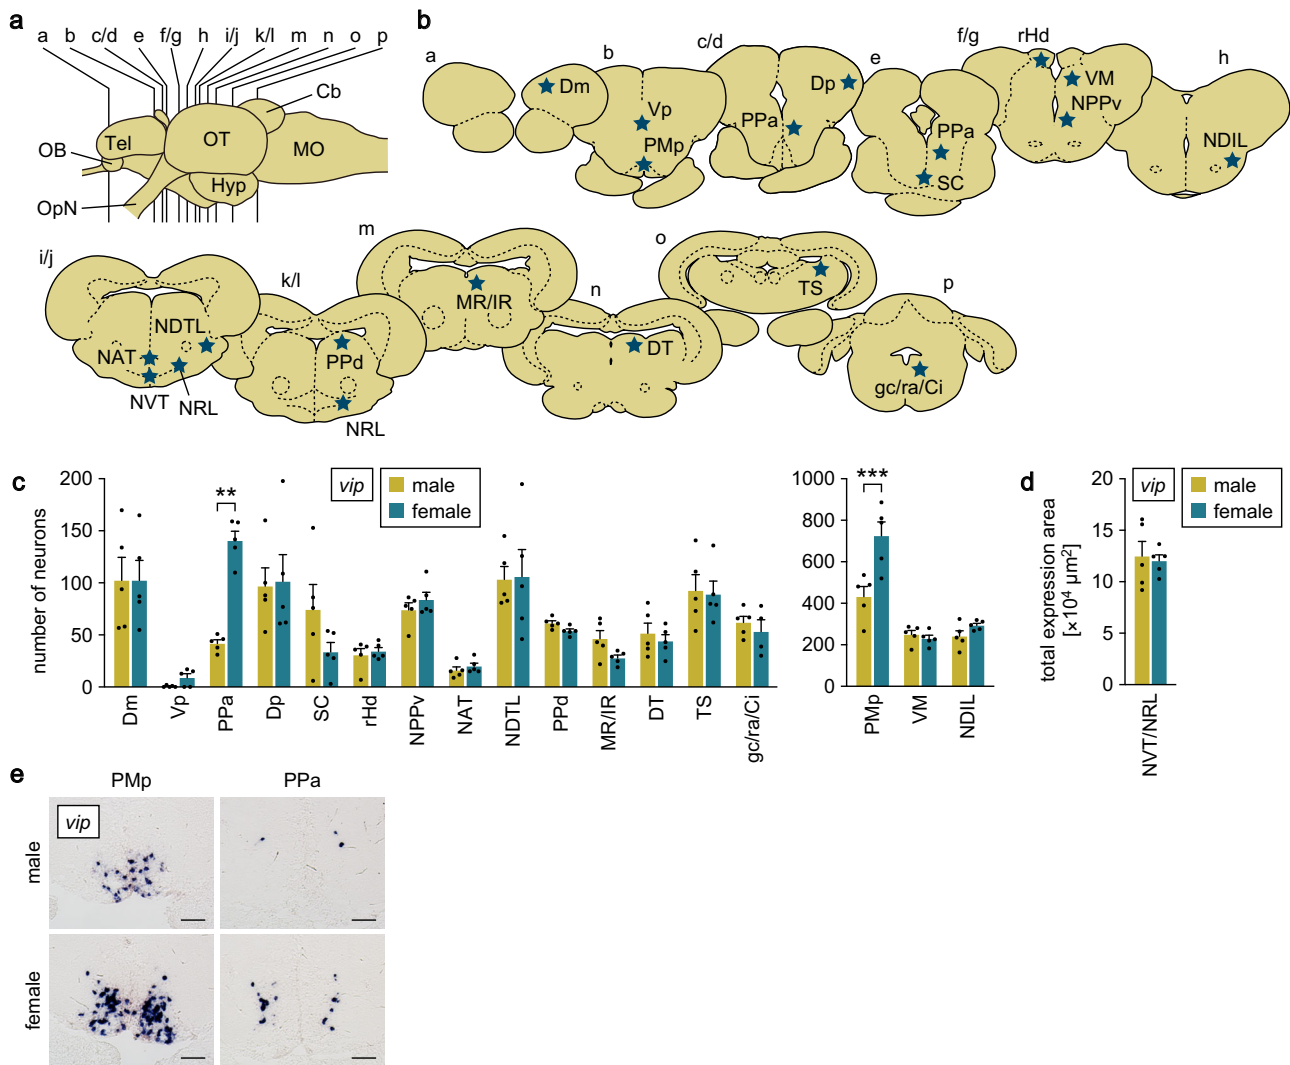 a
a b c/d e f/g h i/j k/l m n o p
Cb
Tel
OT
MO
OB
Hyp
OpN
b
a
b
c/d
e
f/g
h
Dm
Vp
PMp
PPa
Dp
PPa
SC
rHd
VM
NPPv
NDIL
i/j
k/l
m
n
o
p
NDTL
NAT
NVT
NRL
PPd
NRL
MR/IR
DT
TS
gc/ra/Ci
c
number of neurons
200
150
100
50
0
**
vip
male
female
Dm
Vp
PPa
Dp
SC
rHd
NPPv
NAT
NDTL
PPd
MR/IR
DT
TS
gc/ra/Ci
1000
800
600
400
200
0
***
PMp
VM
NDIL
d
total expression area
[×10⁴ μm²]
20
15
10
5
0
vip
male
female
NVT/NRL
e
PMp
PPa
vip
male
female